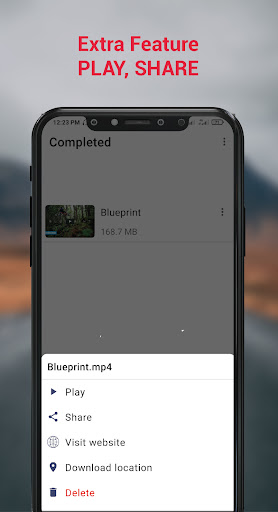 Extra Feature
PLAY, SHARE
12:23 PM
Completed
Blueprint
168.7 MB
Blueprint.mp4
Play
Share
Visit website
Download location
Delete